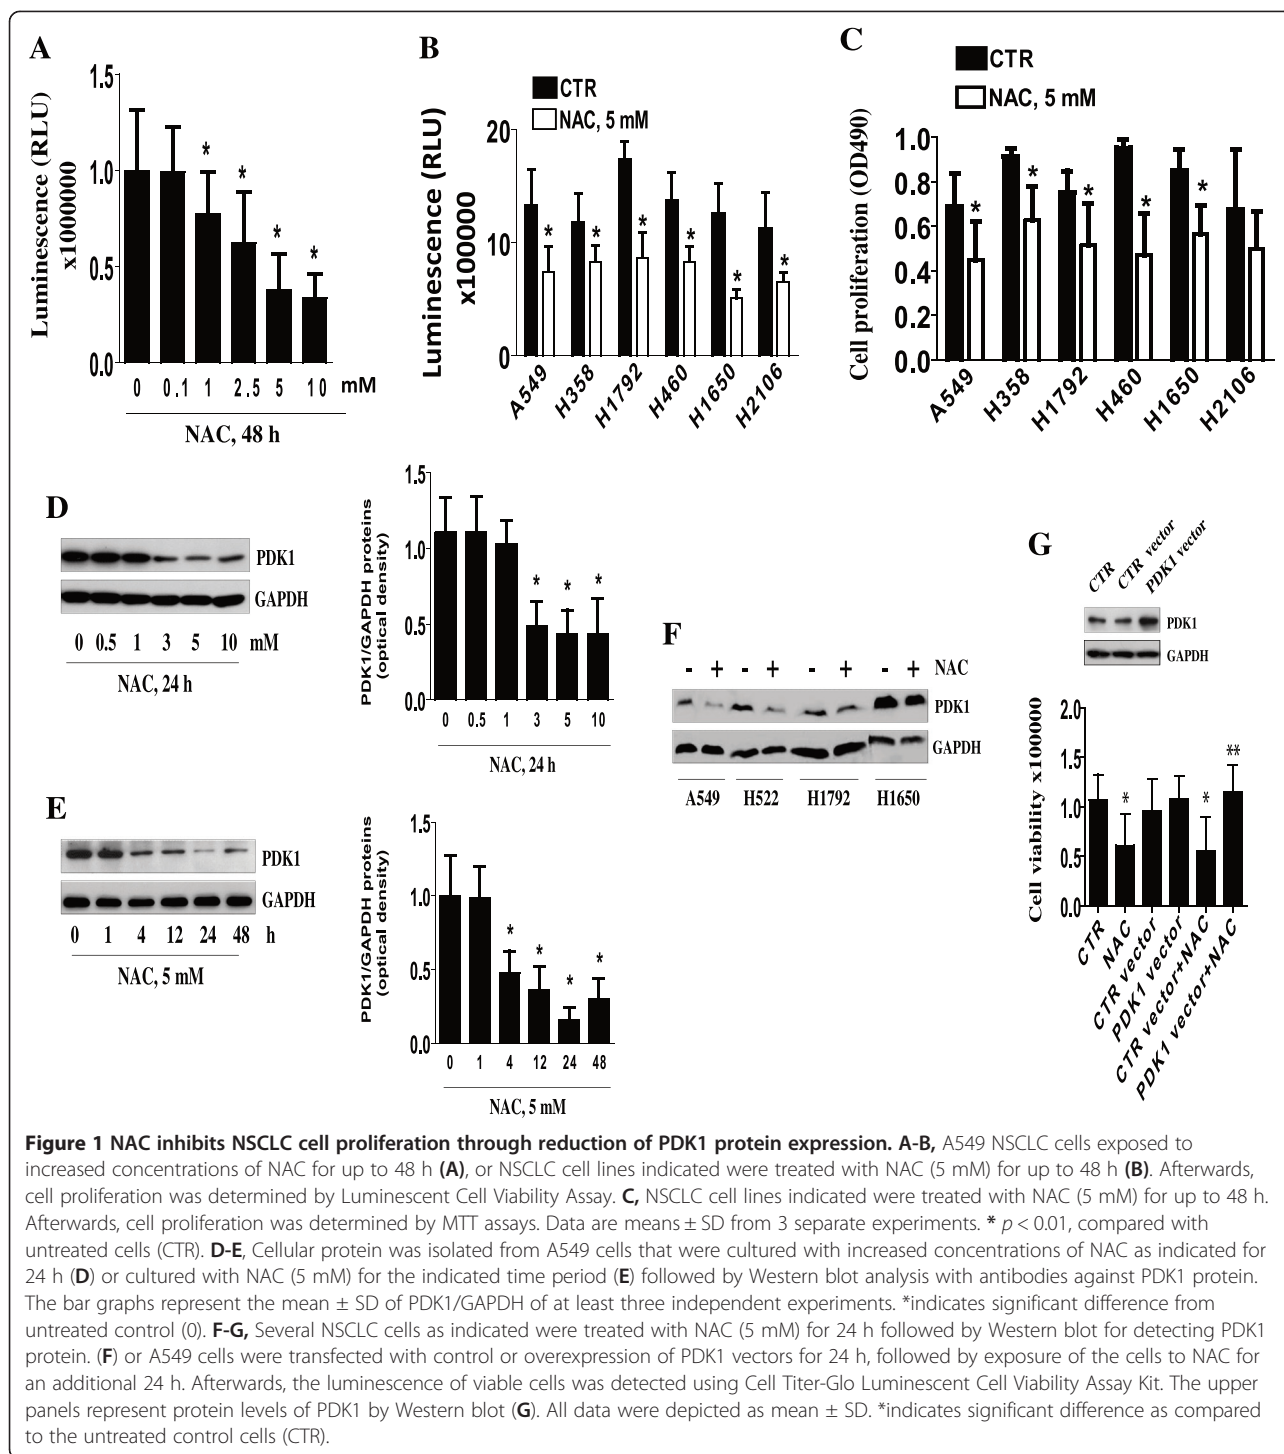 A
Luminescence (RLU)
x1000000
1.5
1.0
0.5
0.0
* * * *
0 0.1 1 2.5 5 10 mM
NAC, 48 h
B
CTR
NAC, 5 mM
Luminescence (RLU)
x100000
20
10
0
* * * * * *
A549 H358 H1792 H460 H1650 H2106
C
CTR
NAC, 5 mM
Cell proliferation (OD490)
1.0
0.8
0.6
0.4
0.2
0.0
* * * * *
A549 H358 H1792 H460 H1650 H2106
D
PDK1
GAPDH
0 0.5 1 3 5 10 mM
NAC, 24 h
PDK1/GAPDH proteins
(optical density)
1.5
1.0
0.5
0.0
* * *
0 0.5 1 3 5 10
NAC, 24 h
E
PDK1
GAPDH
0 1 4 12 24 48 h
NAC, 5 mM
PDK1/GAPDH proteins
(optical density)
1.5
1.0
0.5
0.0
* * * *
0 1 4 12 24 48
NAC, 5 mM
F
- + - + - + - + NAC
PDK1
GAPDH
A549 H522 H1792 H1650
G
CTR CTR vector PDK1 vector
PDK1
GAPDH
Cell viability x100000
2.0
1.5
1.0
0.5
0.0
* * **
CTR NAC CTR vector PDK1 vector CTR vector+NAC PDK1 vector+NAC
Figure 1 NAC inhibits NSCLC cell proliferation through reduction of PDK1 protein expression. A-B, A549 NSCLC cells exposed to
increased concentrations of NAC for up to 48 h (A), or NSCLC cell lines indicated were treated with NAC (5 mM) for up to 48 h (B). Afterwards,
cell proliferation was determined by Luminescent Cell Viability Assay. C, NSCLC cell lines indicated were treated with NAC (5 mM) for up to 48 h.
Afterwards, cell proliferation was determined by MTT assays. Data are means ± SD from 3 separate experiments. * p < 0.01, compared with
untreated cells (CTR). D-E, Cellular protein was isolated from A549 cells that were cultured with increased concentrations of NAC as indicated for
24 h (D) or cultured with NAC (5 mM) for the indicated time period (E) followed by Western blot analysis with antibodies against PDK1 protein.
The bar graphs represent the mean ± SD of PDK1/GAPDH of at least three independent experiments. *indicates significant difference from
untreated control (0). F-G, Several NSCLC cells as indicated were treated with NAC (5 mM) for 24 h followed by Western blot for detecting PDK1
protein. (F) or A549 cells were transfected with control or overexpression of PDK1 vectors for 24 h, followed by exposure of the cells to NAC for
an additional 24 h. Afterwards, the luminescence of viable cells was detected using Cell Titer-Glo Luminescent Cell Viability Assay Kit. The upper
panels represent protein levels of PDK1 by Western blot (G). All data were depicted as mean ± SD. *indicates significant difference as compared
to the untreated control cells (CTR).